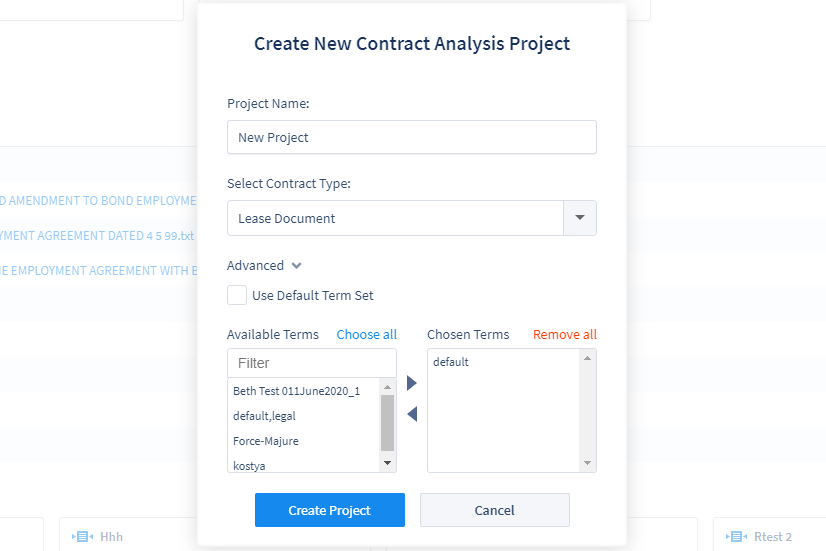 Create New Contract Analysis Project
Project Name:
New Project
Select Contract Type:
D AMENDMENT TO BOND EMPLOYME
Lease Document
YMENT AGREEMENT DATED 4 5 99.txt
Advanced
E EMPLOYMENT AGREEMENT WITH B
Use Default Term Set
Available Terms Choose all Chosen Terms Remove all
Filter
default
Beth Test 011June2020_1
default,legal
Force-Majure
kostya
Create Project Cancel
Hhh
Rtest 2